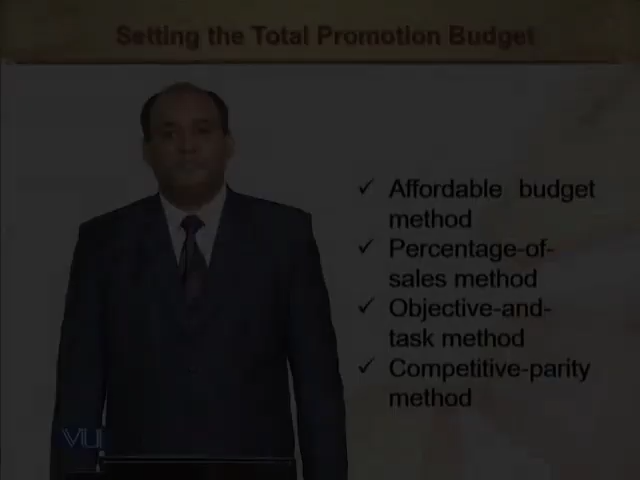 Setting the Total Promotion Budget
✓ Affordable budget
method
✓ Percentage-of-
sales method
✓ Objective-and-
task method
✓ Competitive-parity
method
VU